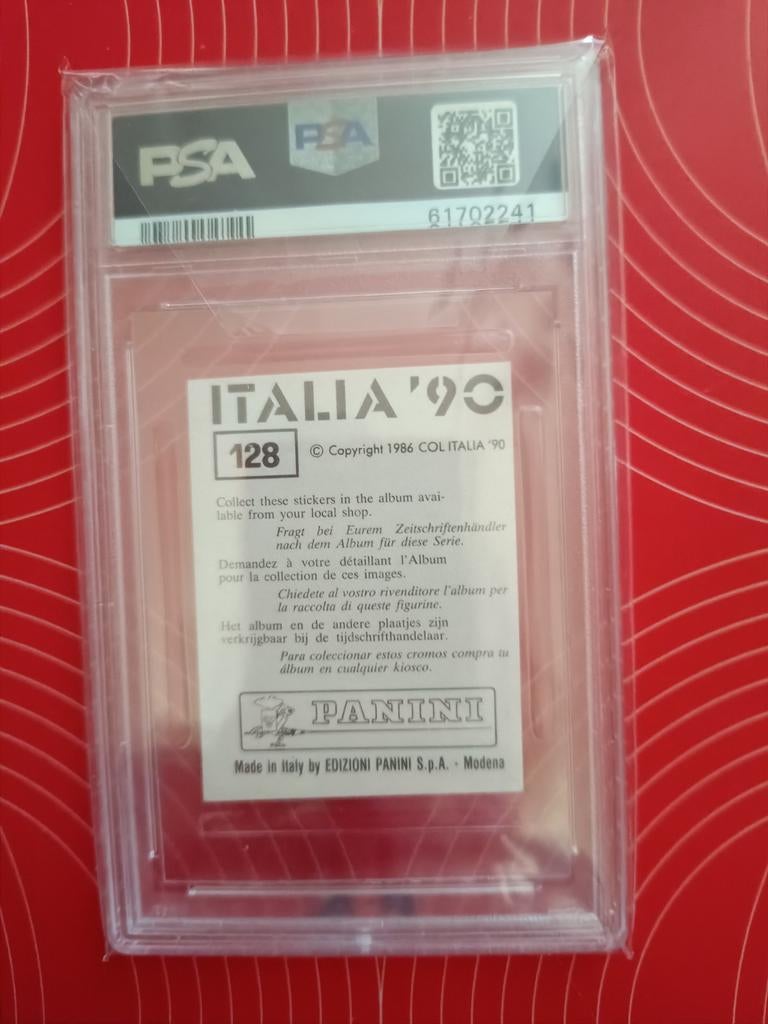 PSA
PSA
61702241
ITALIA '90
128
© Copyright 1986 COL ITALIA '90
Collect these stickers in the album avai-
lable from your local shop.
Fragt bei Eurem Zeitschriftenhändler
nach dem Album für diese Serie.
Demandez à votre détaillant l'Album
pour la collection de ces images.
Chiedete al vostro rivenditore l'album per
la raccolta di queste figurine.
Het album en de andere plaatjes zijn
verkrijgbaar bij de tijdschrifthandelaar.
Para coleccionar estos cromos compra tu
álbum en cualquier kiosco.
PANINI
Made in Italy by EDIZIONI PANINI S.p.A. - Modena